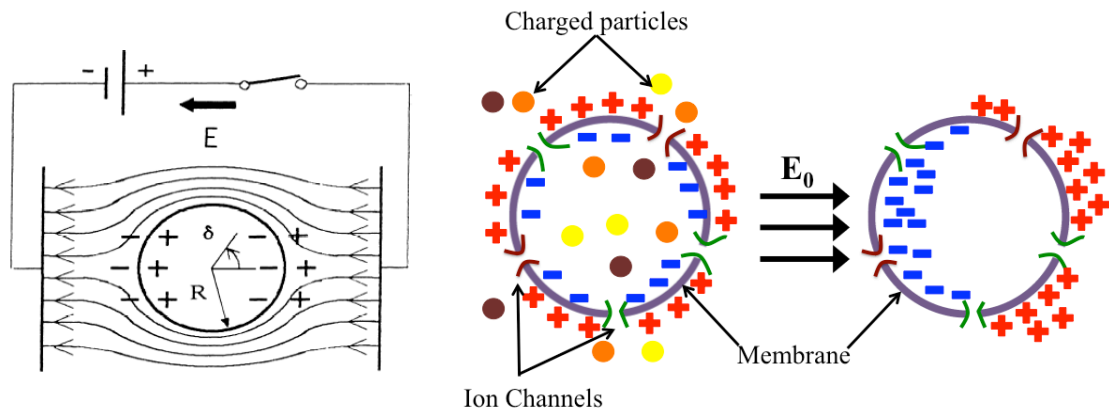 - +
E
δ
R
- + - +
- + - +
- + - +
Charged particles
E₀
Membrane
Ion Channels